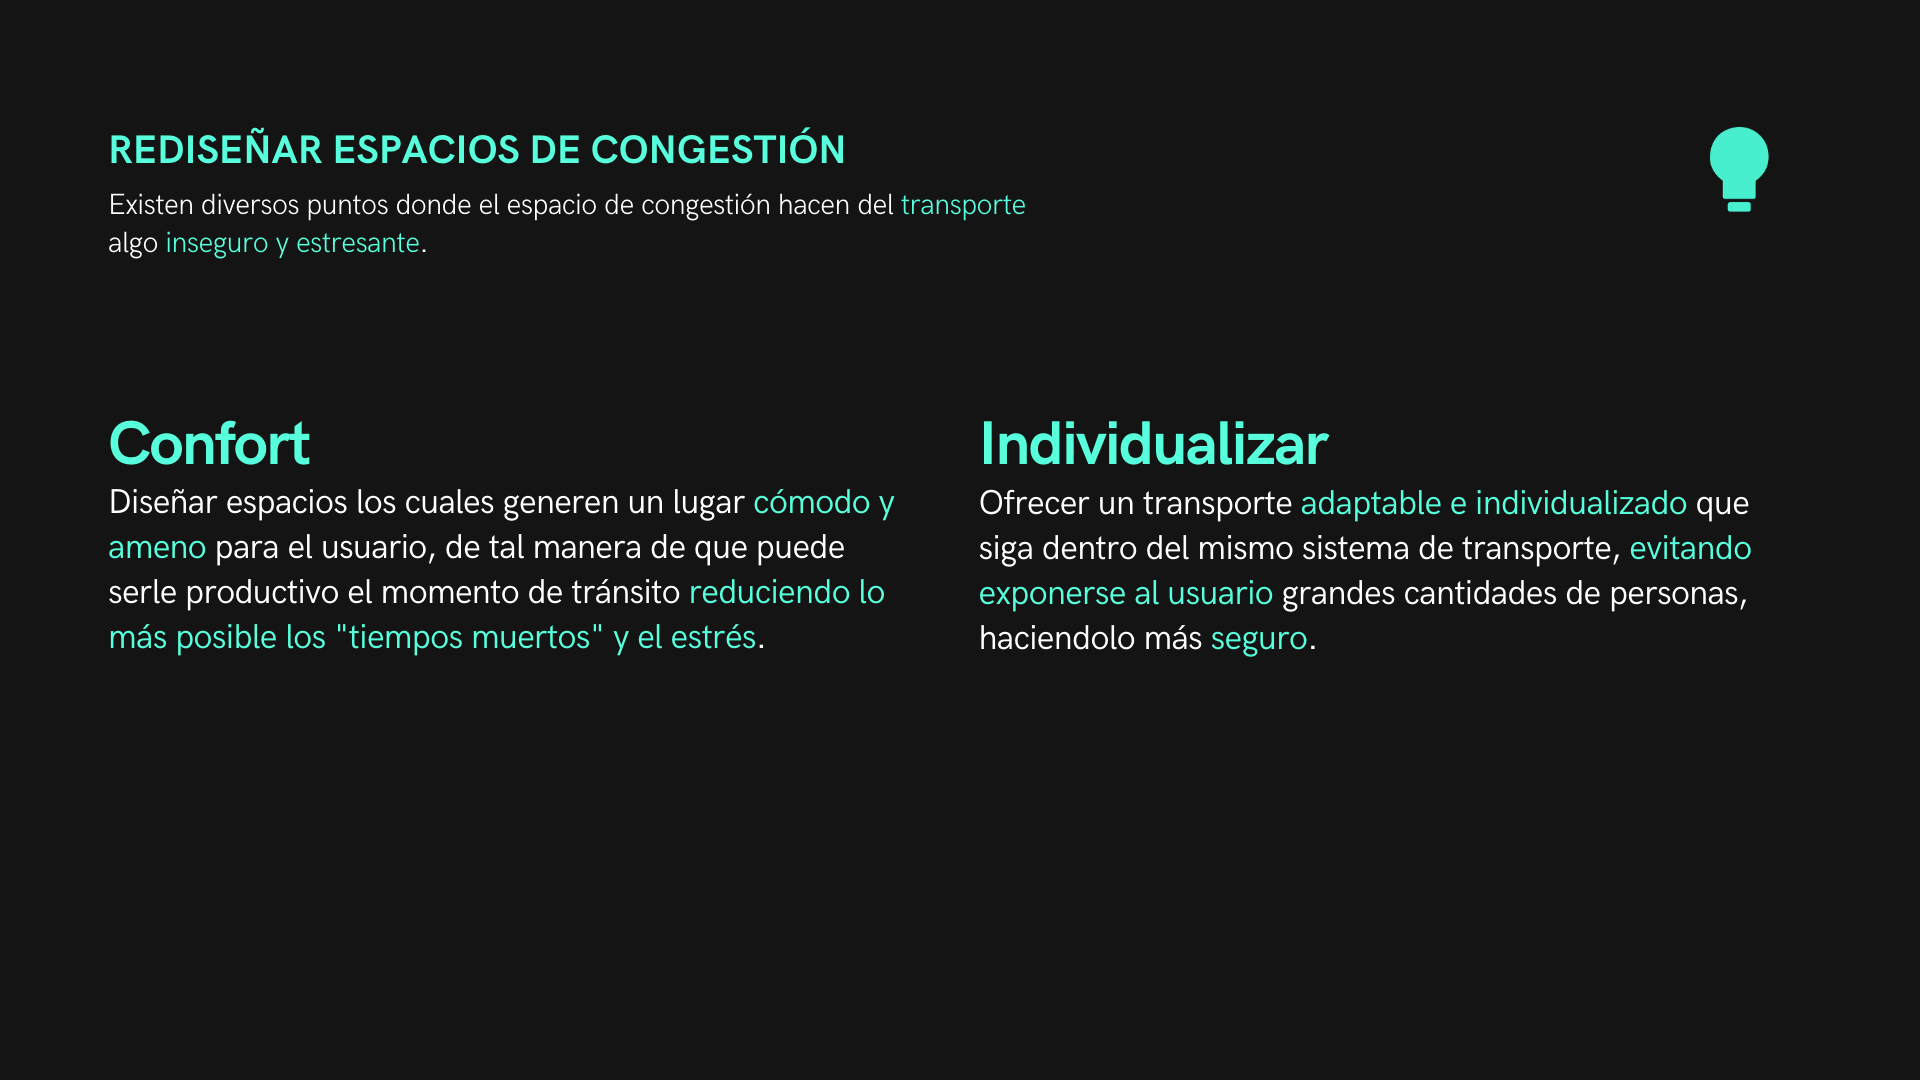 REDISEÑAR ESPACIOS DE CONGESTIÓN
Existen diversos puntos donde el espacio de congestión hacen del transporte
algo inseguro y estresante.
Confort
Diseñar espacios los cuales generen un lugar cómodo y
ameno para el usuario, de tal manera de que puede
serle productivo el momento de tránsito reduciendo lo
más posible los "tiempos muertos" y el estrés.
Individualizar
Ofrecer un transporte adaptable e individualizado que
siga dentro del mismo sistema de transporte, evitando
exponerse al usuario grandes cantidades de personas,
haciendolo más seguro.